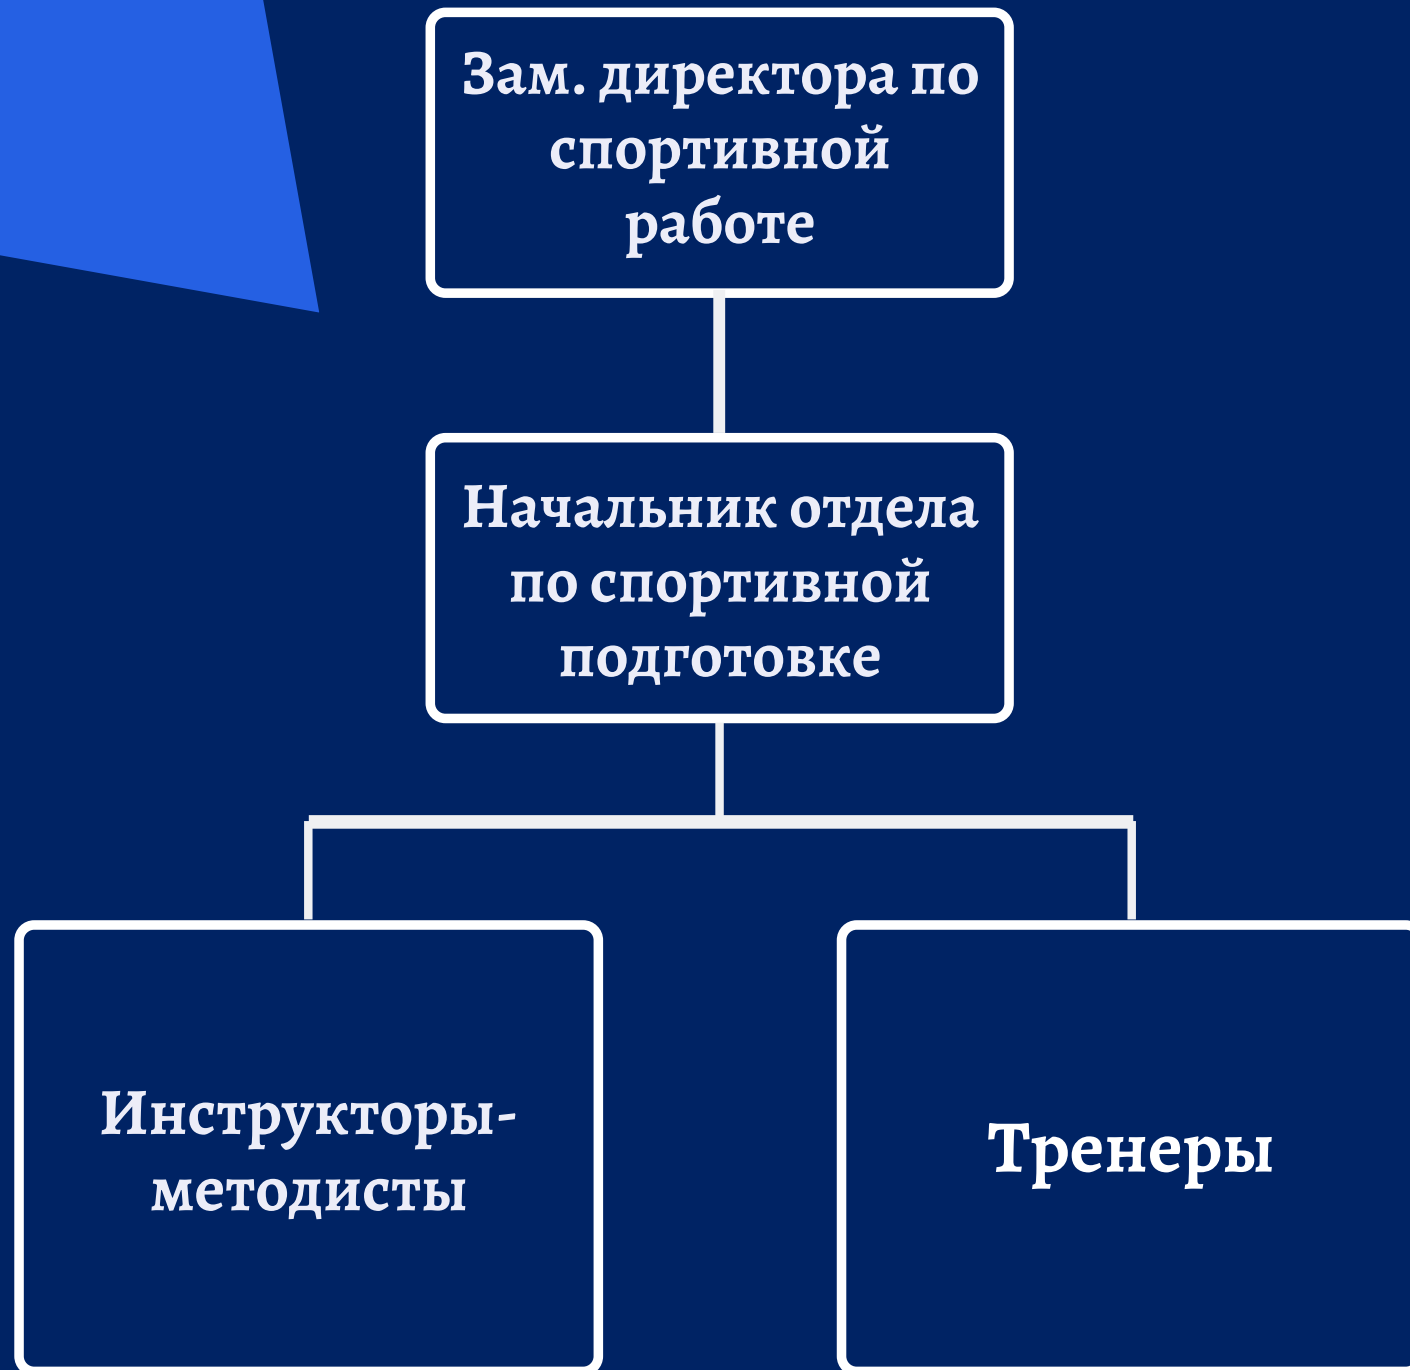 Зам. директора по
спортивной
работе
Начальник отдела
по спортивной
подготовке
Инструкторы-
методисты
Тренеры